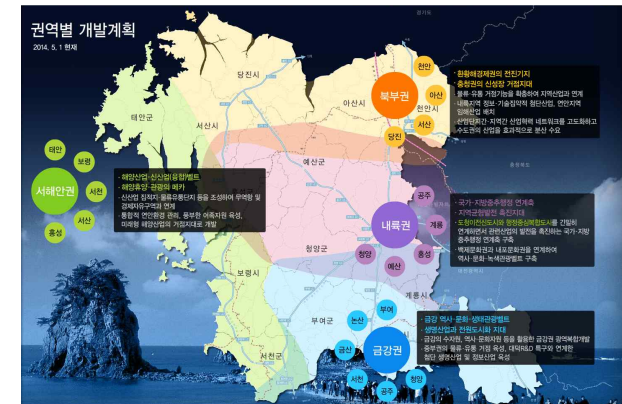 권역별 개발계획
2014. 5. 1 현재
당진시
아산시
천안시
태안군
서산시
예산군
청양군
보령시
부여군
계룡시
서천군
북부권
천안
아산
서산
당진
· 환황해경제권의 전진기지
· 충청권의 신성장 거점지대
- 물류·유통 거점기능을 확충하여 지역산업과 연계
- 내륙지역 정보·기술집약적 첨단산업, 연안지역
임해산업 배치
- 산업단지간·지역간 산업혁력 네트워크를 고도화하고
수도권의 산업을 효과적으로 분산 수요
서해안권
태안
보령
서천
서산
홍성
· 해양산업·신산업(융합)벨트
· 해양휴양·관광의 메카
- 신산업 집적지·물류유통단지 등을 조성하여 무역항 및
경제자유구역과 연계
- 통합적 연안환경 관리, 풍부한 어족자원 육성,
미래형 해양산업의 거점지대로 개발
내륙권
공주
계룡
홍성
예산
청양
· 국가·지방중추행정 연계축
· 지역균형발전 촉진지대
- 도청이전신도시와 행정중심복합도시를 긴밀히
연계하면서 관련산업의 발전을 촉진하는 국가·지방
중추행정 연계축 구축
- 백제문화권과 내포문화권을 연계하여
역사·문화·녹색관광벨트 구축
금강권
부여
논산
금산
서천
공주
청양
· 금강 역사·문화·생태관광벨트
· 생명산업과 전원도시화 지대
- 금강의 수자원, 역사·문화자원 등을 활용한 금강권 광역복합개발
- 중부권의 물류·유통 거점 육성, 대덕R&D 특구와 연계한
첨단 생명산업 및 정보산업 육성